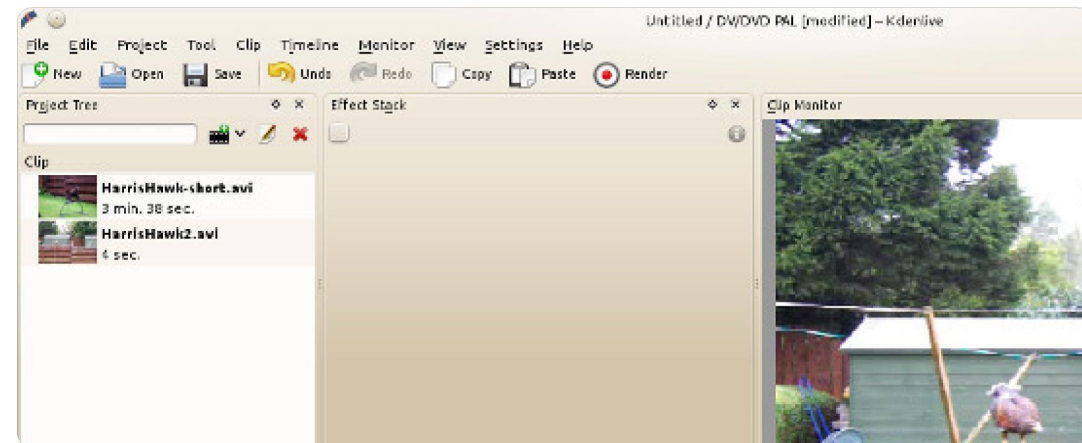 Untitled / DV/DVD PAL [modified] – Kdenlive
File Edit Project Tool Clip Timeline Monitor View Settings Help
New Open Save Undo Redo Copy Paste Render
Project Tree Effect Stack Clip Monitor
Clip
HarrisHawk-short.avi
3 min. 38 sec.
HarrisHawk2.avi
4 sec.